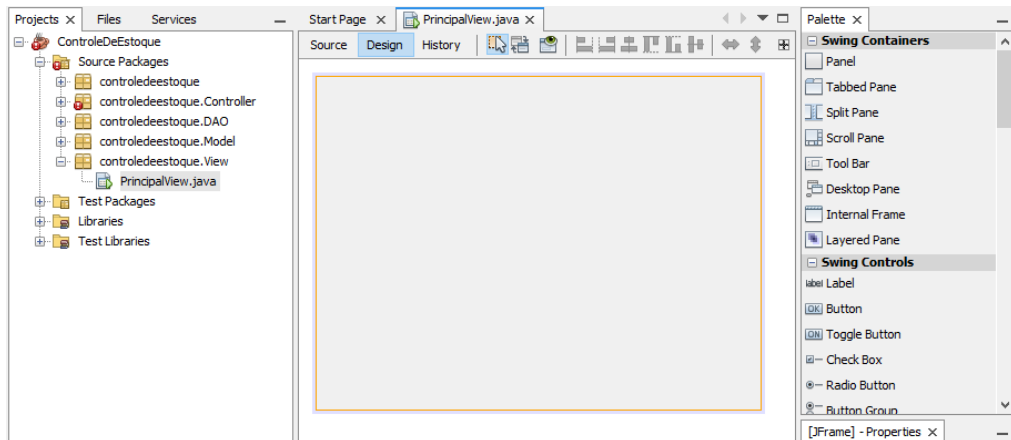 Projects Files Services
ControleDeEstoque
Source Packages
controledeestoque
controledeestoque.Controller
controledeestoque.DAO
controledeestoque.Model
controledeestoque.View
PrincipalView.java
Test Packages
Libraries
Test Libraries
Start Page PrincipalView.java
Source Design History
Palette
Swing Containers
Panel
Tabbed Pane
Split Pane
Scroll Pane
Tool Bar
Desktop Pane
Internal Frame
Layered Pane
Swing Controls
label Label
OK Button
ON Toggle Button
Check Box
Radio Button
Button Group
[JFrame] - Properties